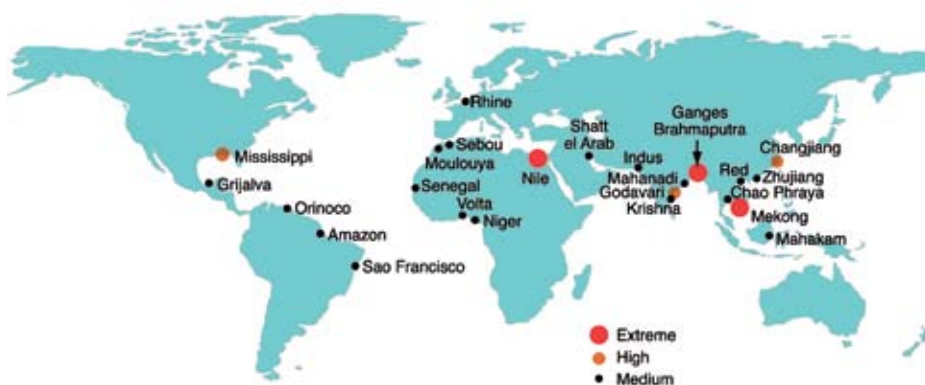 Rhine
Ganges
Brahmaputra
Shatt
el Arab
Changjiang
Sebou
Mississippi
Moulouya
Indus
Red
Zhujiang
Nile
Mahanadi
Grijalva
Senegal
Godavari
Chao Phraya
Volta
Krishna
Orinoco
Niger
Mekong
Amazon
Mahakam
Sao Francisco
Extreme
High
Medium